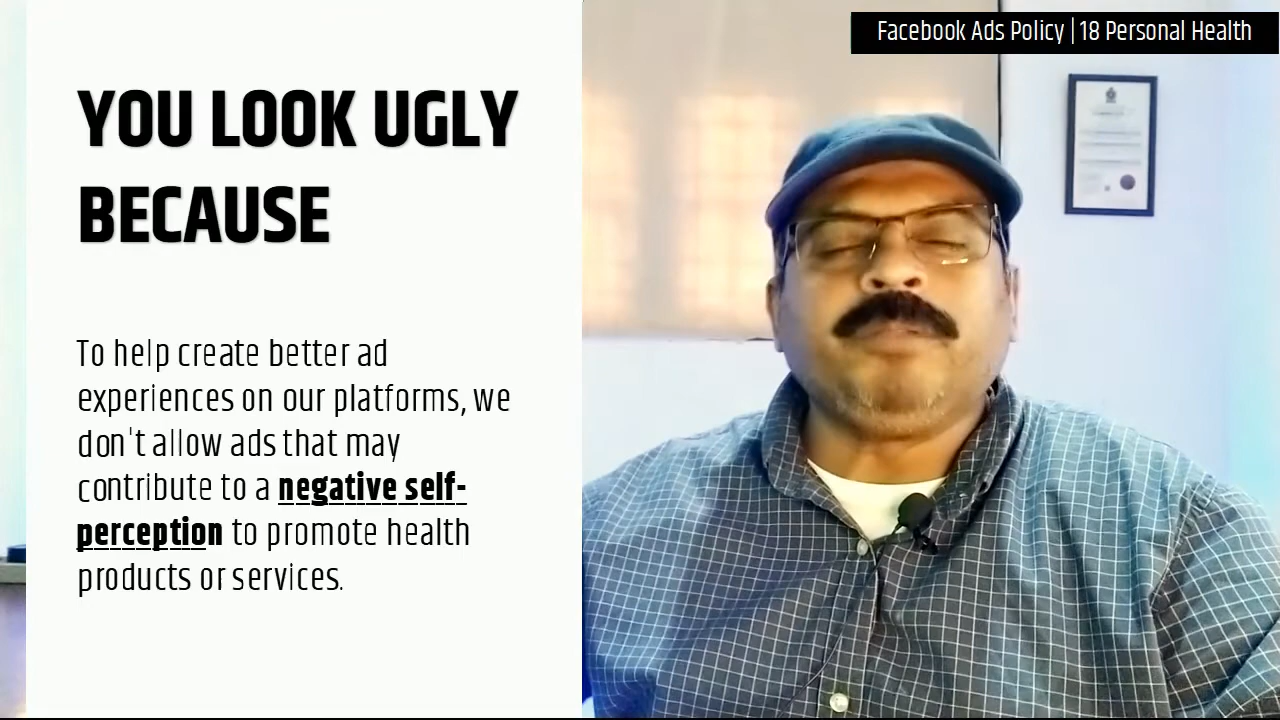 Facebook Ads Policy | 18 Personal Health
YOU LOOK UGLY
BECAUSE
To help create better ad
experiences on our platforms, we
don't allow ads that may
contribute to a negative self-
perception to promote health
products or services.